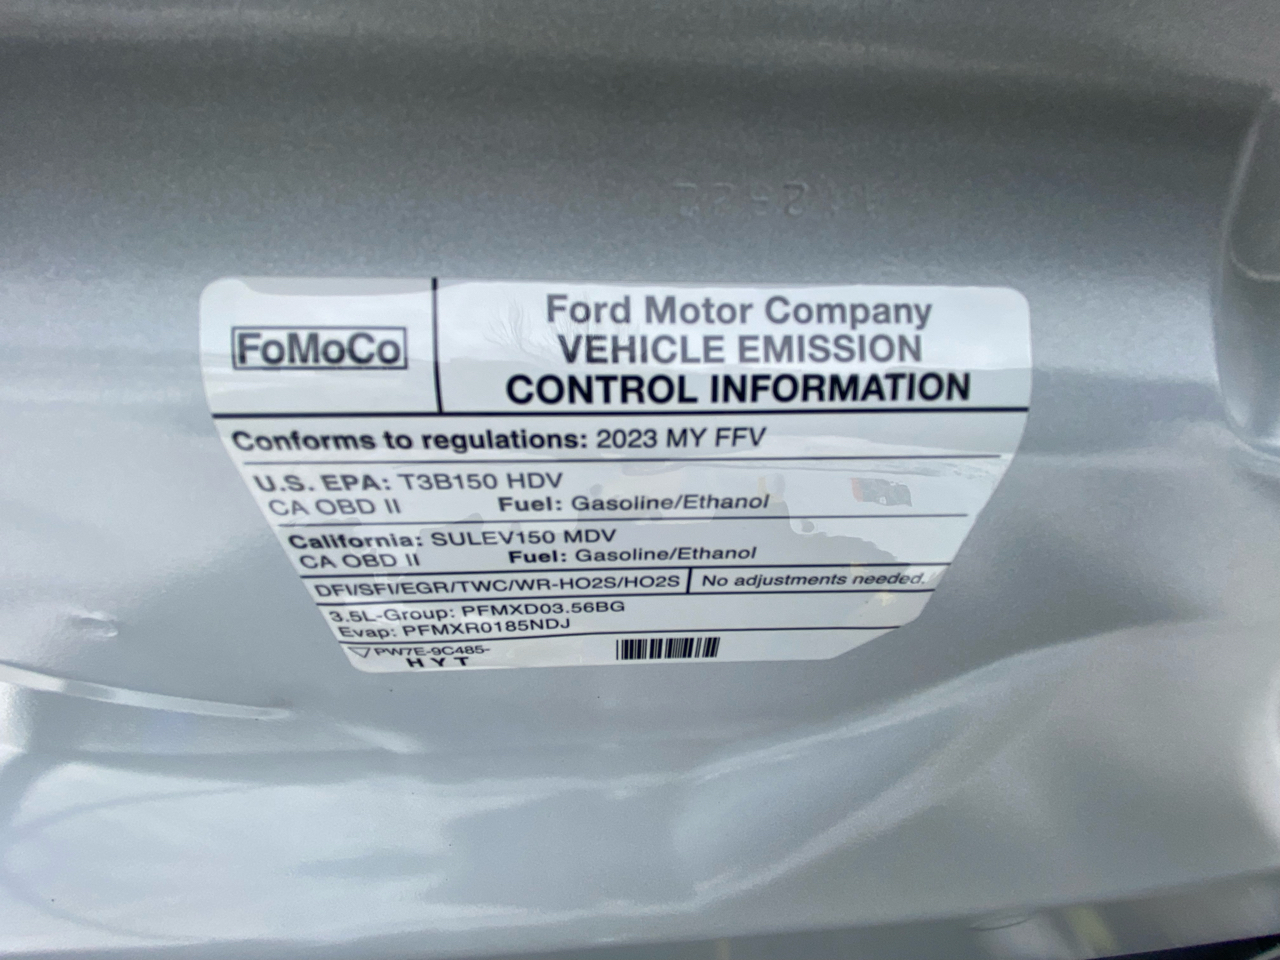 FoMoCo
Ford Motor Company
VEHICLE EMISSION
CONTROL INFORMATION
Conforms to regulations: 2023 MY FFV
U.S. EPA: T3B150 HDV
CA OBD II Fuel: Gasoline/Ethanol
California: SULEV150 MDV
CA OBD II Fuel: Gasoline/Ethanol
DFI/SFI/EGR/TWC/WR-HO2S/HO2S No adjustments needed.
3.5L-Group: PFMXD03.56BG
Evap: PFMXR0185NDJ
PW7E-9C485-
HYT